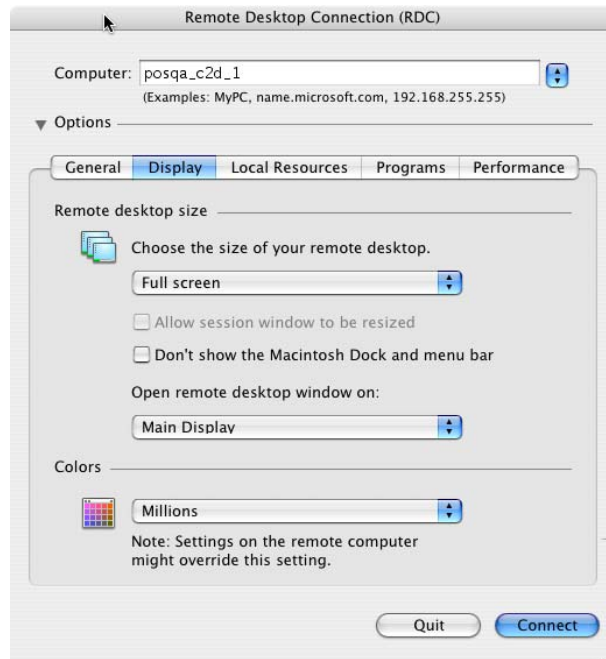 Remote Desktop Connection (RDC)
Computer: posqa_c2d_1
(Examples: MyPC, name.microsoft.com, 192.168.255.255)
Options
General Display Local Resources Programs Performance
Remote desktop size
Choose the size of your remote desktop.
Full screen
Allow session window to be resized
Don't show the Macintosh Dock and menu bar
Open remote desktop window on:
Main Display
Colors
Millions
Note: Settings on the remote computer
might override this setting.
Quit Connect